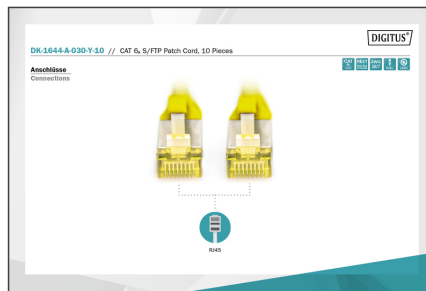 DIGITUS®
DK-1644-A-030-Y-10 // CAT 6A S/FTP Patch Cord, 10 Pieces
Anschlüsse
Connections
RJ45